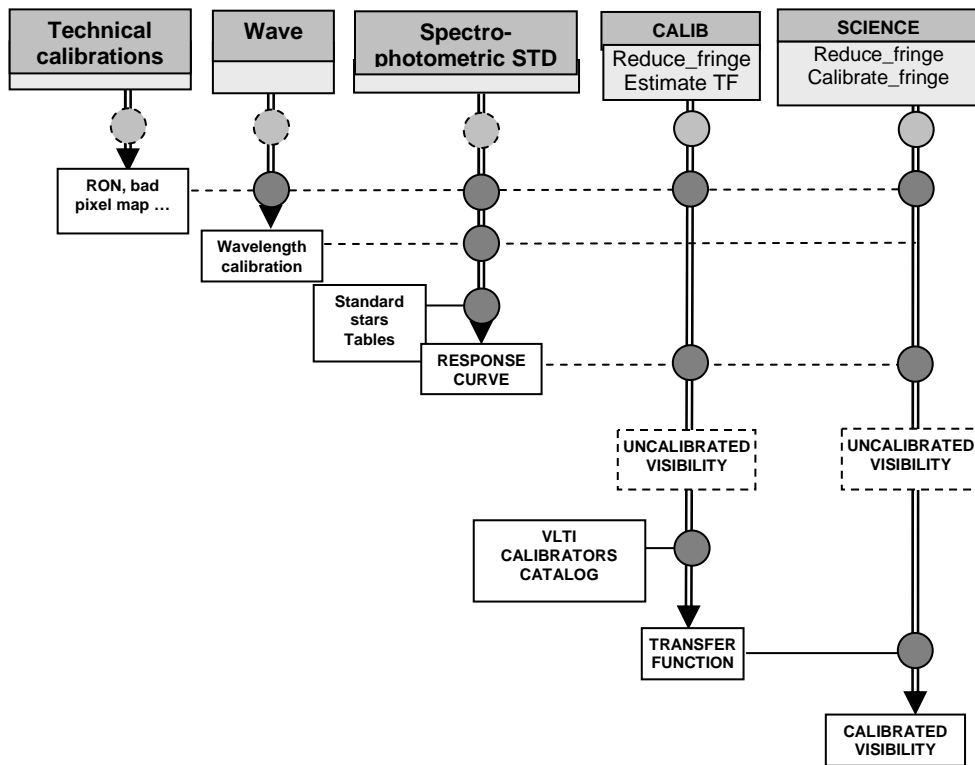 Technical
calibrations
Wave
Spectro-
photometric STD
CALIB
Reduce_fringe
Estimate TF
SCIENCE
Reduce_fringe
Calibrate_fringe
RON, bad
pixel map …
Wavelength
calibration
Standard
stars
Tables
RESPONSE
CURVE
UNCALIBRATED
VISIBILITY
UNCALIBRATED
VISIBILITY
VLTI
CALIBRATORS
CATALOG
TRANSFER
FUNCTION
CALIBRATED
VISIBILITY